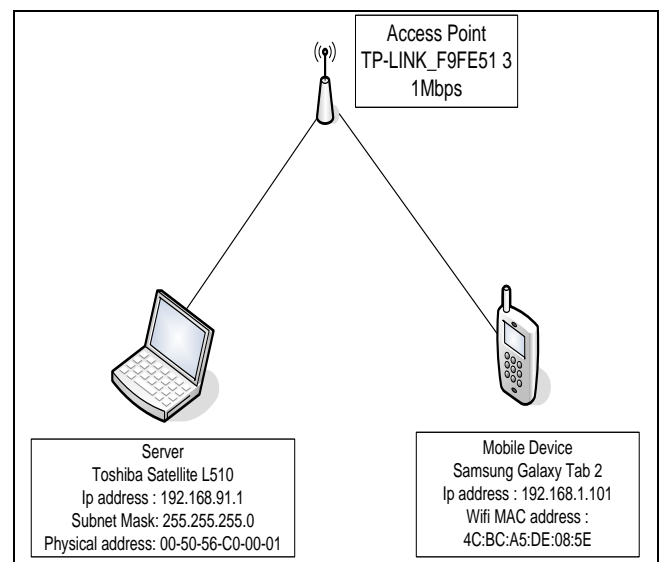 Access Point
TP-LINK_F9FE51 3
1Mbps
Server
Toshiba Satellite L510
Ip address : 192.168.91.1
Subnet Mask: 255.255.255.0
Physical address: 00-50-56-C0-00-01
Mobile Device
Samsung Galaxy Tab 2
Ip address : 192.168.1.101
Wifi MAC address :
4C:BC:A5:DE:08:5E